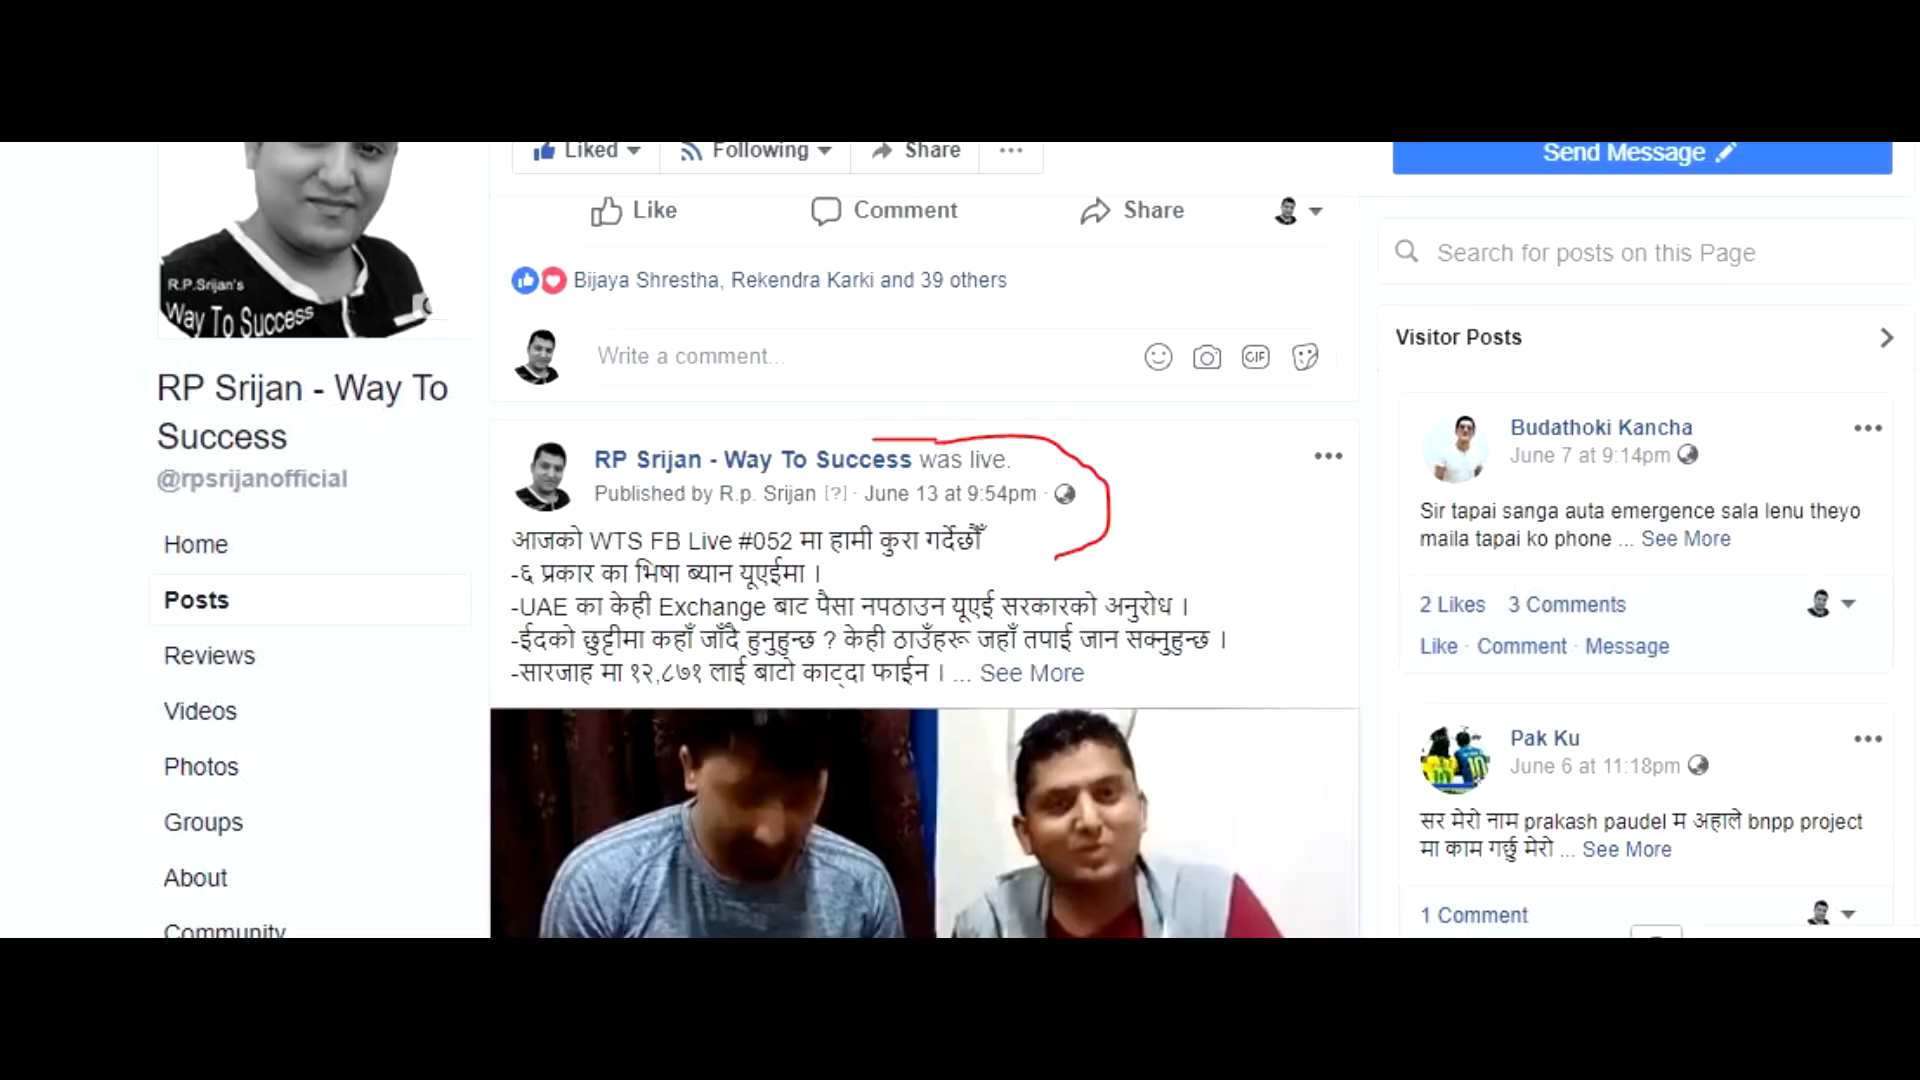 Liked
Following
Share
Send Message
Like
Comment
Share
Search for posts on this Page
R.P.Srijan's
Way To Success
Bijaya Shrestha, Rekendra Karki and 39 others
Write a comment...
GIF
RP Srijan - Way To
Success
@rpsrijanofficial
Home
Posts
Reviews
Videos
Photos
Groups
About
Community
RP Srijan - Way To Success was live.
Published by R.p. Srijan [?] · June 13 at 9:54pm ·
आजको WTS FB Live #052 मा हामी कुरा गर्देछौँ
-६ प्रकार का भिषा ब्यान यूएईमा ।
-UAE का केही Exchange बाट पैसा नपठाउन यूएई सरकारको अनुरोध ।
-ईदको छुट्टीमा कहाँ जाँदै हुनुहुन्छ ? केही ठाउँहरू जहाँ तपाई जान सक्नुहुन्छ ।
-सारजाह मा १२,८७१ लाई बाटो काट्दा फाईन । ... See More
Visitor Posts
Budathoki Kancha
June 7 at 9:14pm
Sir tapai sanga auta emergence sala lenu theyo
maila tapai ko phone ... See More
2 Likes 3 Comments
Like · Comment · Message
Pak Ku
June 6 at 11:18pm
सर मेरो नाम prakash paudel म अहाले bnpp project
मा काम गर्छु मेरो ... See More
1 Comment